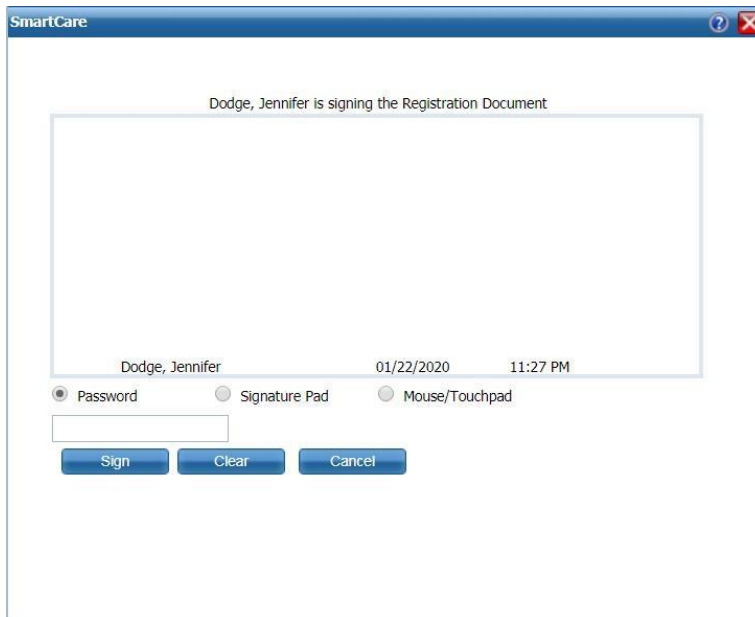 SmartCare
Dodge, Jennifer is signing the Registration Document
Dodge, Jennifer 01/22/2020 11:27 PM
Password Signature Pad Mouse/Touchpad
Sign Clear Cancel